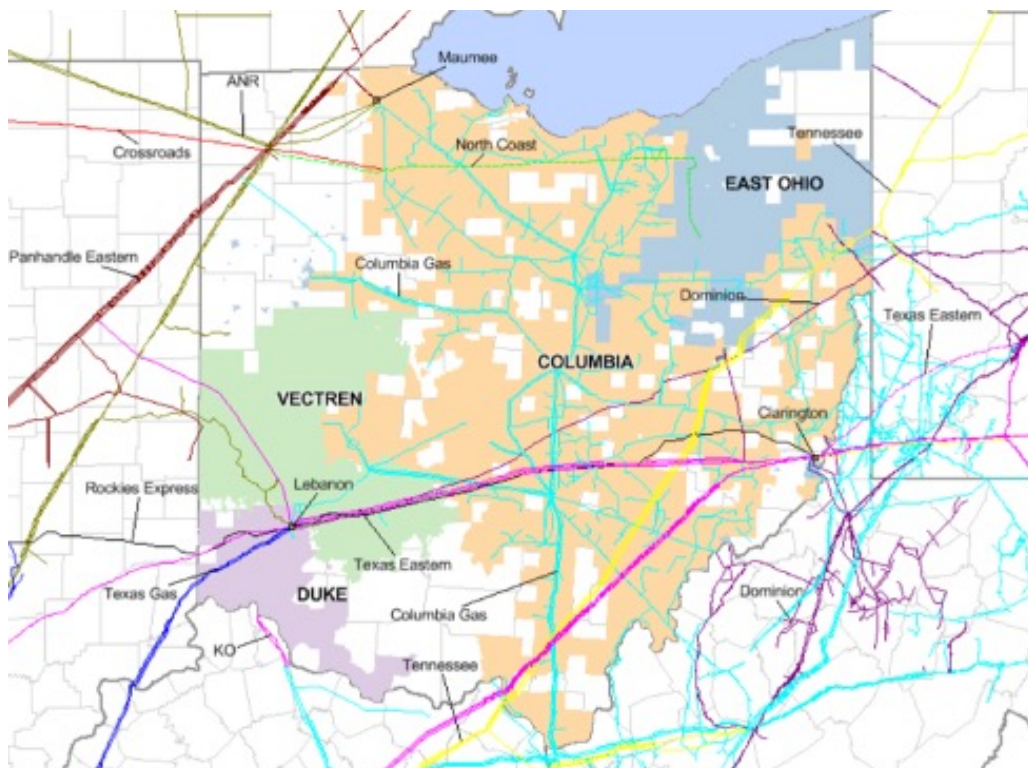 Maumee
ANR
Tennessee
Crossroads
North Coast
EAST OHIO
Panhandle Eastern
Columbia Gas
Dominion
Texas Eastern
COLUMBIA
VECTREN
Clarington
Rockies Express
Lebanon
Texas Eastern
Texas Gas
DUKE
Columbia Gas
Dominion
KO
Tennessee